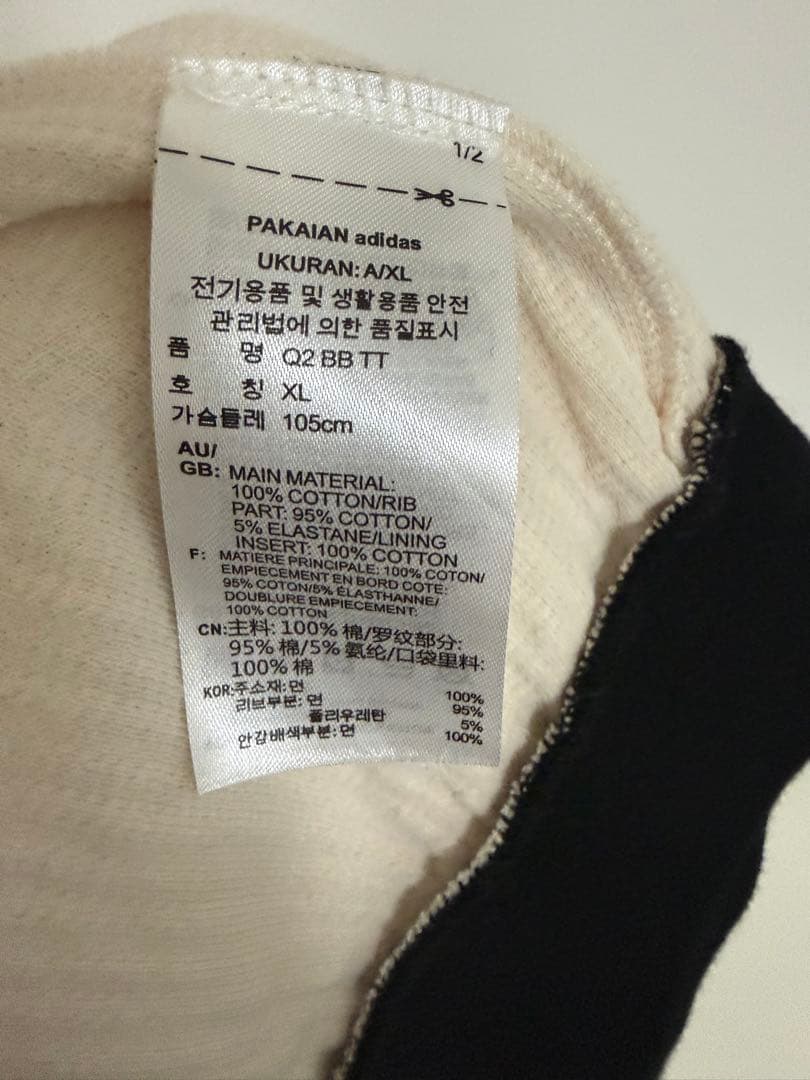 1/2
PAKAIAN adidas
UKURAN: A/XL
전기용품 및 생활용품 안전
관리법에 의한 품질표시
품 명 Q2 BB TT
호 칭 XL
가슴둘레 105cm
AU/
GB: MAIN MATERIAL:
100% COTTON/RIB
PART: 95% COTTON/
5% ELASTANE/LINING
INSERT: 100% COTTON
F: MATIERE PRINCIPALE: 100% COTON/
EMPIECEMENT EN BORD COTE:
95% COTON/5% ÉLASTHANNE/
DOUBLURE EMPIECEMENT:
100% COTTON
CN:主料: 100% 棉/罗纹部分:
95% 棉/5% 氨纶/口袋里料:
100% 棉
KOR:주소재: 면 100%
리브부분: 면 95%
폴리우레탄 5%
안감배색부분: 면 100%